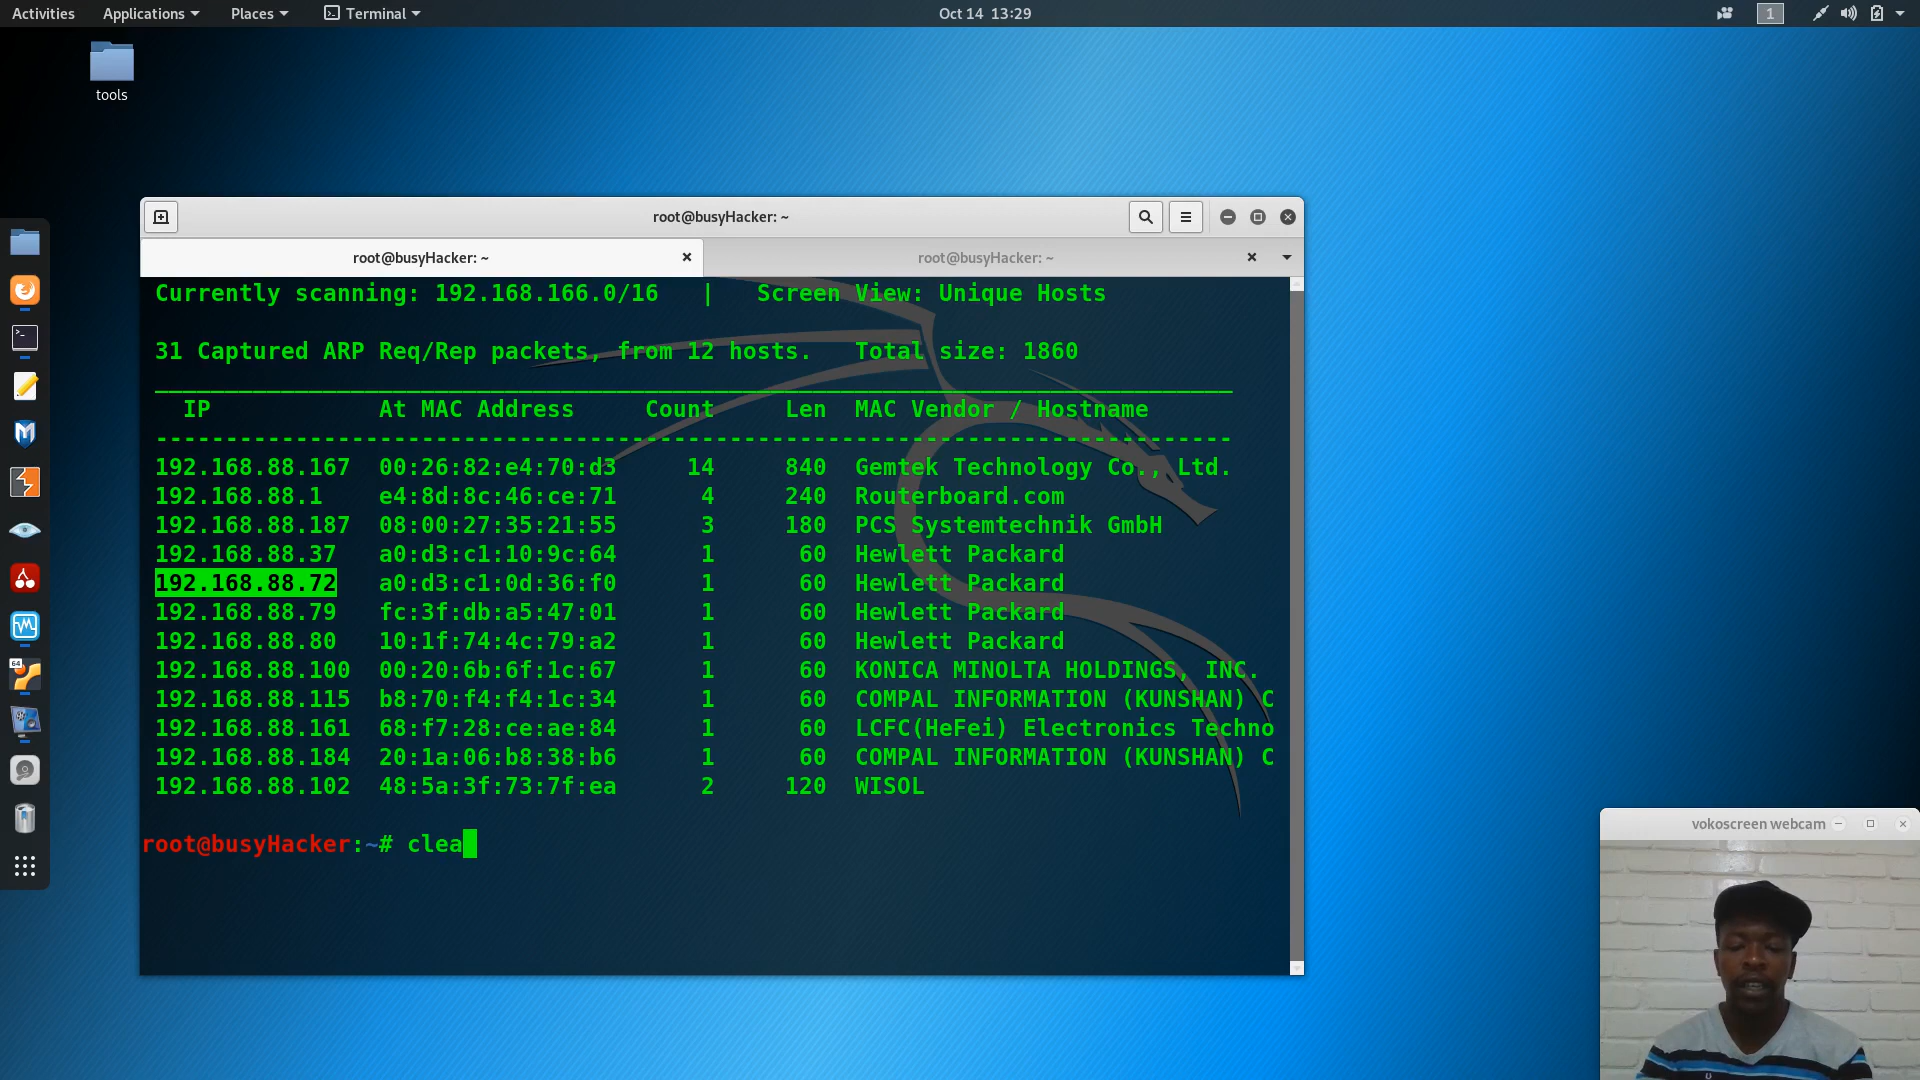 Activities Applications Places Terminal Oct 14 13:29 1
tools
root@busyHacker: ~
root@busyHacker: ~ root@busyHacker: ~
Currently scanning: 192.168.166.0/16 | Screen View: Unique Hosts
31 Captured ARP Req/Rep packets, from 12 hosts. Total size: 1860
_____________________________________________________________________________
IP At MAC Address Count Len MAC Vendor / Hostname
-----------------------------------------------------------------------------
192.168.88.167 00:26:82:e4:70:d3 14 840 Gemtek Technology Co., Ltd.
192.168.88.1 e4:8d:8c:46:ce:71 4 240 Routerboard.com
192.168.88.187 08:00:27:35:21:55 3 180 PCS Systemtechnik GmbH
192.168.88.37 a0:d3:c1:10:9c:64 1 60 Hewlett Packard
192.168.88.72 a0:d3:c1:0d:36:f0 1 60 Hewlett Packard
192.168.88.79 fc:3f:db:a5:47:01 1 60 Hewlett Packard
192.168.88.80 10:1f:74:4c:79:a2 1 60 Hewlett Packard
192.168.88.100 00:20:6b:6f:1c:67 1 60 KONICA MINOLTA HOLDINGS, INC.
192.168.88.115 b8:70:f4:f4:1c:34 1 60 COMPAL INFORMATION (KUNSHAN) C
192.168.88.161 68:f7:28:ce:ae:84 1 60 LCFC(HeFei) Electronics Techno
192.168.88.184 20:1a:06:b8:38:b6 1 60 COMPAL INFORMATION (KUNSHAN) C
192.168.88.102 48:5a:3f:73:7f:ea 2 120 WISOL
root@busyHacker:~# clea
64
vokoscreen webcam